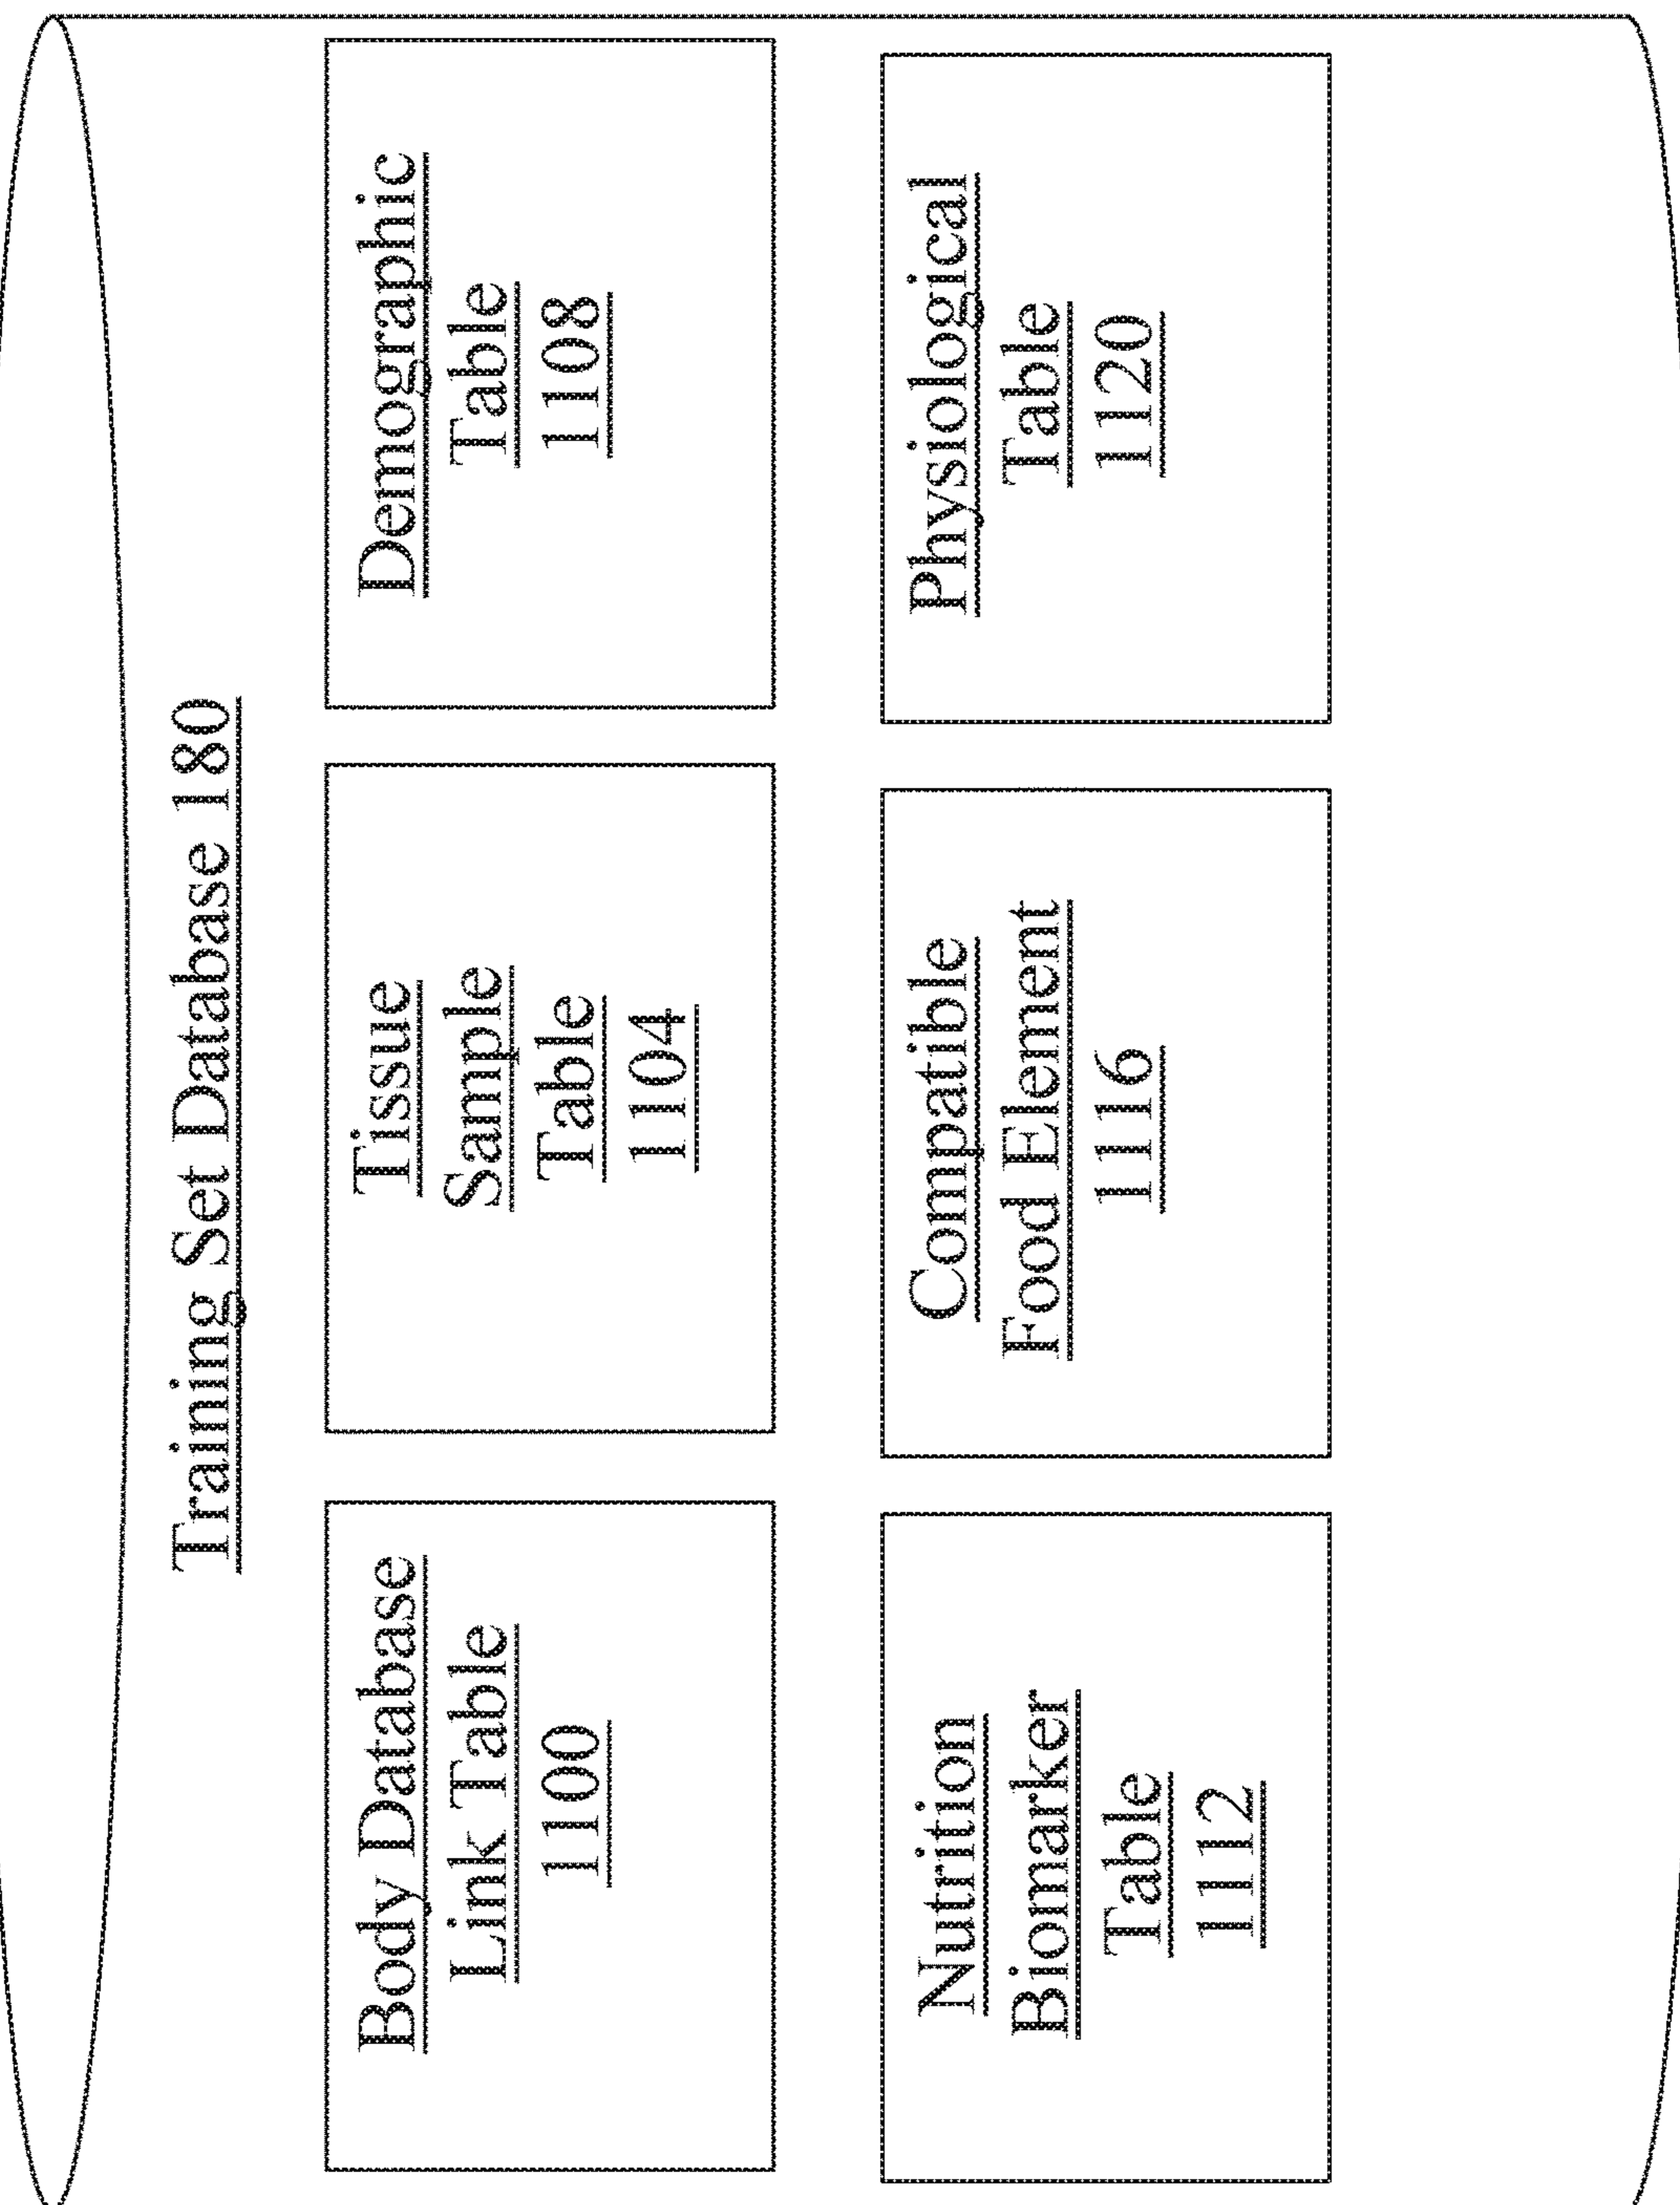 Training Set Database 180
Body Database
Link Table
1100
Tissue
Sample
Table
1104
Demographic
Table
1108
Nutrition
Biomarker
Table
1112
Compatible
Food Element
1116
Physiological
Table
1120